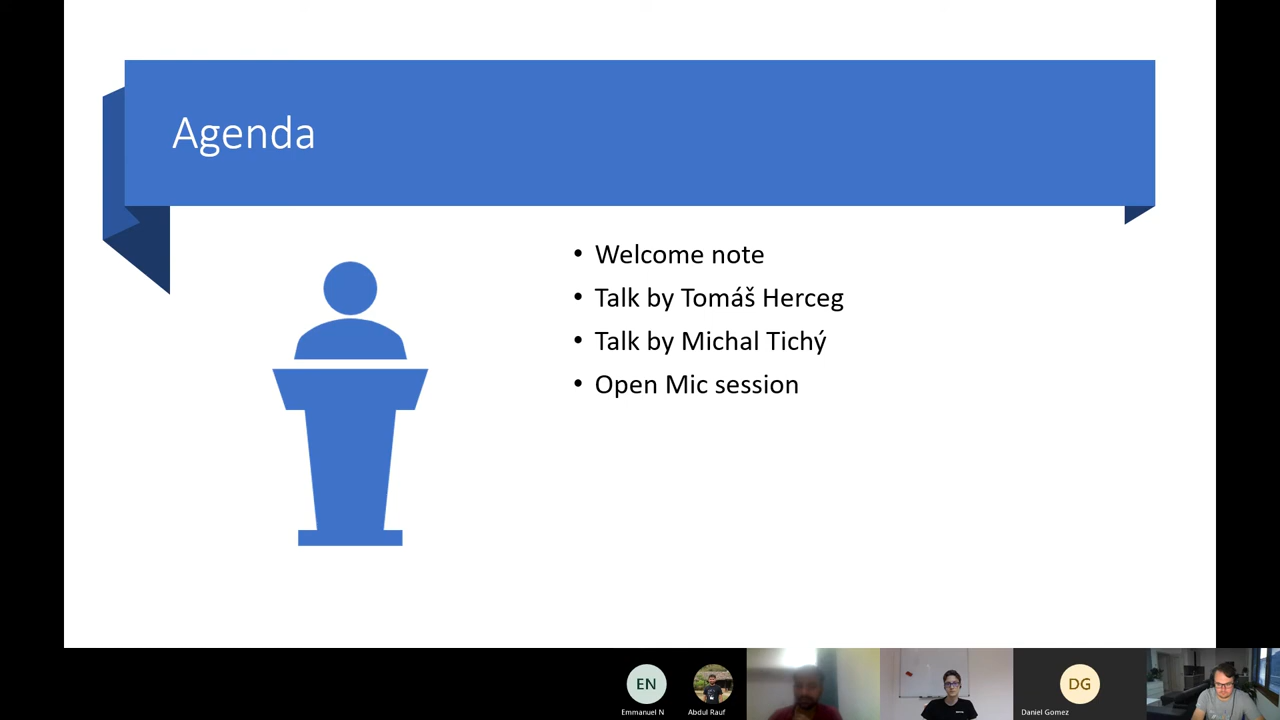 Agenda
• Welcome note
• Talk by Tomáš Herceg
• Talk by Michal Tichý
• Open Mic session
EN
DG
Emmanuel N
Abdul Rauf
Daniel Gomez